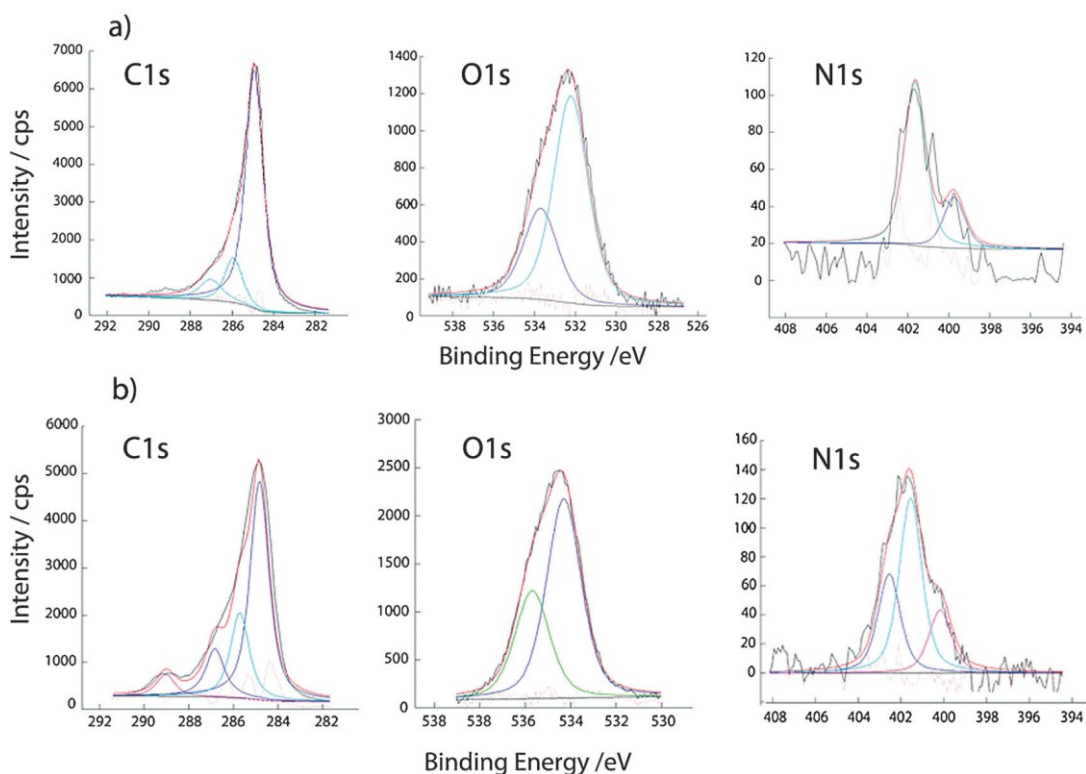 a)
C1s
O1s
N1s
Intensity / cps
7000
6000
5000
4000
3000
2000
1000
0
292 290 288 286 284 282
1400
1200
1000
800
600
400
200
0
538 536 534 532 530 528 526
120
100
80
60
40
20
0
408 406 404 402 400 398 396 394
Binding Energy /eV
b)
C1s
O1s
N1s
Intensity / cps
6000
5000
4000
3000
2000
1000
0
292 290 288 286 284 282
3000
2500
2000
1500
1000
500
0
538 536 534 532 530
160
140
120
100
80
60
40
20
0
408 406 404 402 400 398 396 394
Binding Energy /eV